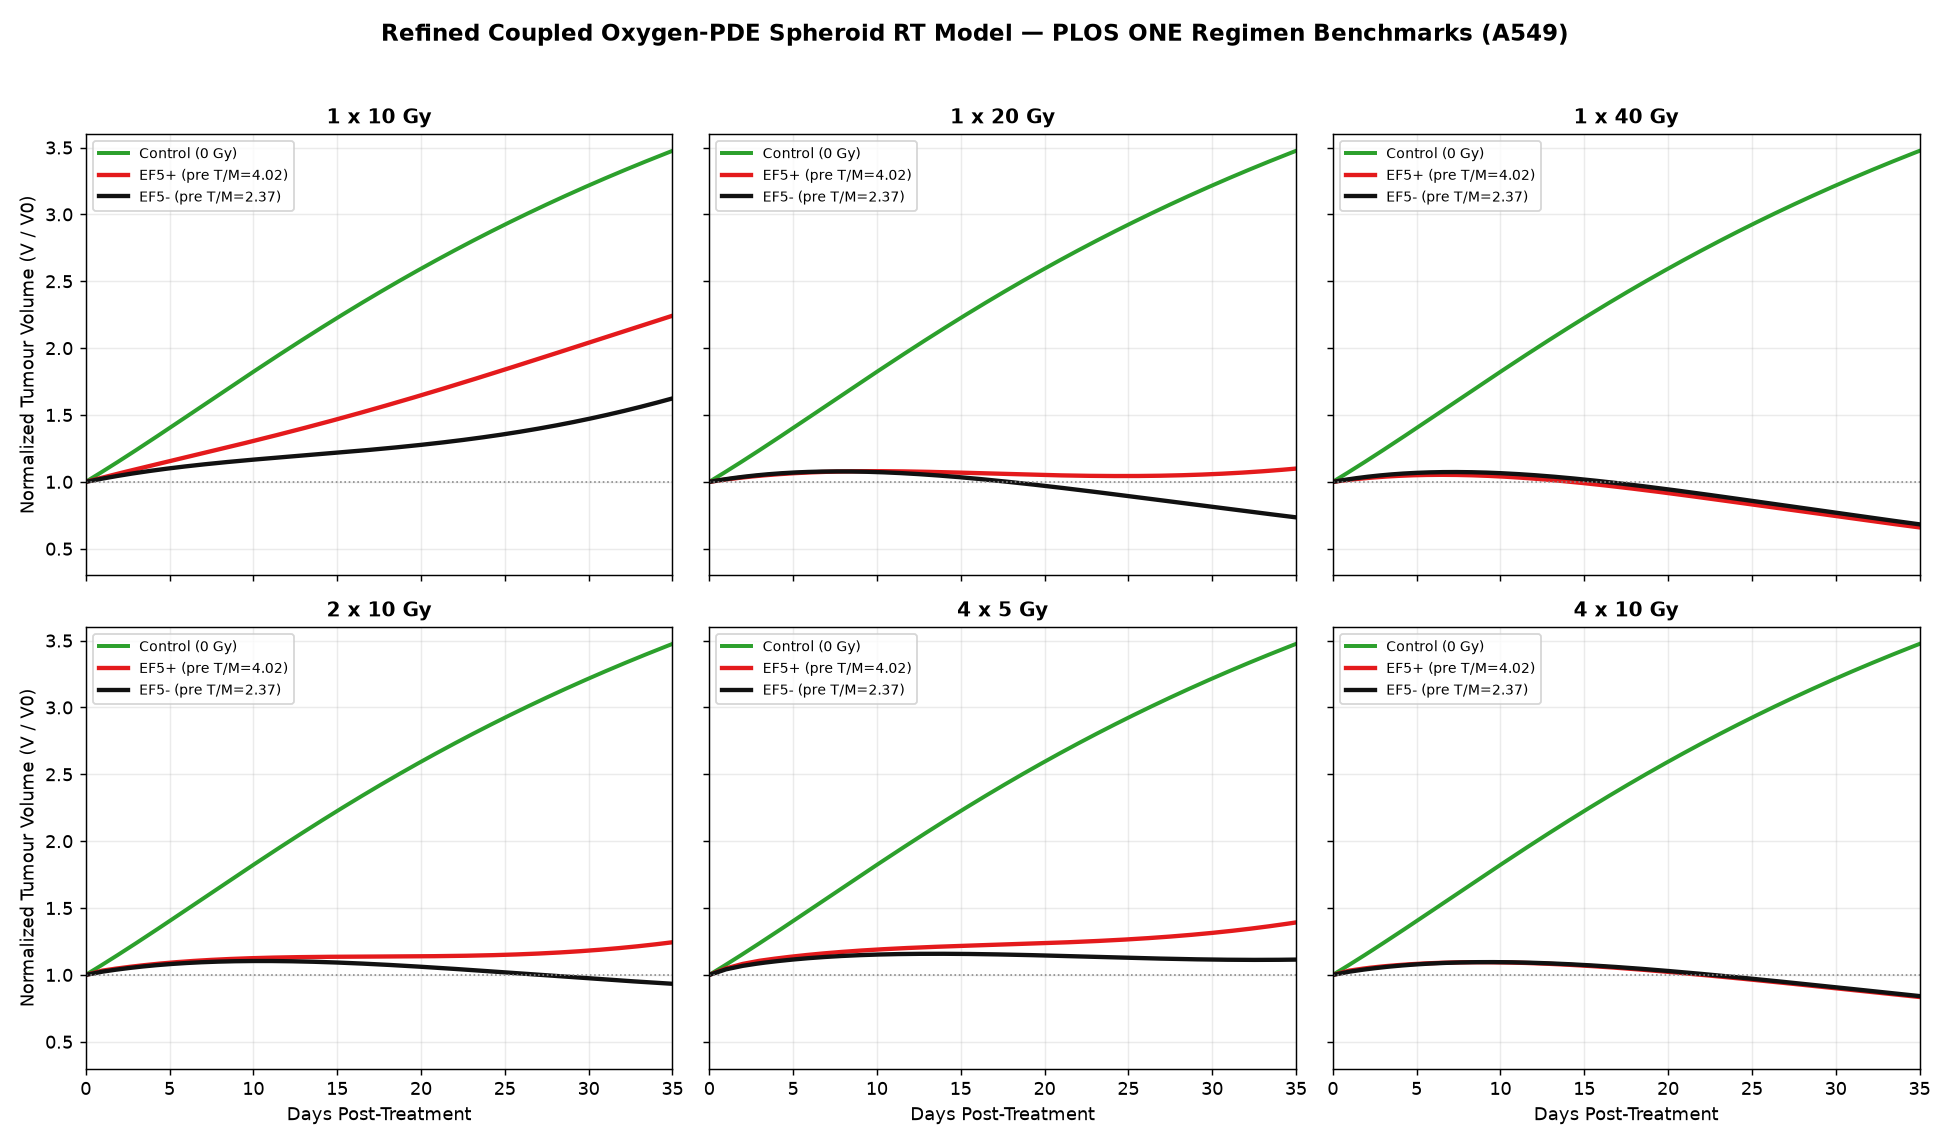 Refined Coupled Oxygen-PDE Spheroid RT Model — PLOS ONE Regimen Benchmarks (A549)
1 x 10 Gy
3.5
3.0
2.5
2.0
1.5
1.0
0.5
Normalized Tumour Volume (V / V0)
Control (0 Gy)
EF5+ (pre T/M=4.02)
EF5- (pre T/M=2.37)
1 x 20 Gy
Control (0 Gy)
EF5+ (pre T/M=4.02)
EF5- (pre T/M=2.37)
1 x 40 Gy
Control (0 Gy)
EF5+ (pre T/M=4.02)
EF5- (pre T/M=2.37)
2 x 10 Gy
3.5
3.0
2.5
2.0
1.5
1.0
0.5
Normalized Tumour Volume (V / V0)
Control (0 Gy)
EF5+ (pre T/M=4.02)
EF5- (pre T/M=2.37)
0 5 10 15 20 25 30 35
Days Post-Treatment
4 x 5 Gy
Control (0 Gy)
EF5+ (pre T/M=4.02)
EF5- (pre T/M=2.37)
0 5 10 15 20 25 30 35
Days Post-Treatment
4 x 10 Gy
Control (0 Gy)
EF5+ (pre T/M=4.02)
EF5- (pre T/M=2.37)
0 5 10 15 20 25 30 35
Days Post-Treatment